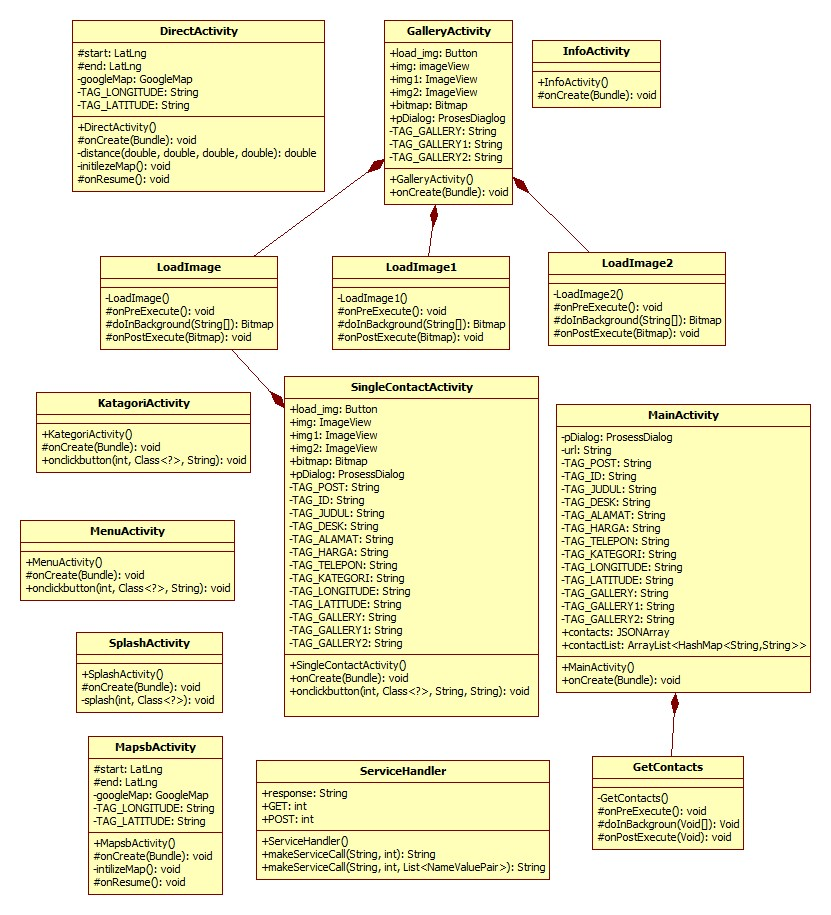 DirectActivity
#start: LatLng
#end: LatLng
-googleMap: GoogleMap
-TAG_LONGITUDE: String
-TAG_LATITUDE: String
+DirectActivity()
#onCreate(Bundle): void
-distance(double, double, double, double): double
-initilezeMap(): void
#onResume(): void
GalleryActivity
+load_img: Button
+img: imageView
+img1: ImageView
+img2: ImageView
+bitmap: Bitmap
+pDialog: ProsesDiaglog
-TAG_GALLERY: String
-TAG_GALLERY1: String
-TAG_GALLERY2: String
+GalleryActivity()
+onCreate(Bundle): void
InfoActivity
+InfoActivity()
#onCreate(Bundle): void
LoadImage
-LoadImage()
#onPreExecute(): void
#doInBackground(String[]): Bitmap
#onPostExecute(Bitmap): void
LoadImage1
-LoadImage1()
#onPreExecute(): void
#doInBackground(String[]): Bitmap
#onPostExecute(Bitmap): void
LoadImage2
-LoadImage2()
#onPreExecute(): void
#doInBackground(String[]): Bitmap
#onPostExecute(Bitmap): void
KatagoriActivity
+KategoriActivity()
#onCreate(Bundle): void
+onclickbutton(int, Class<?>, String): void
SingleContactActivity
+load_img: Button
+img: ImageView
+img1: ImageView
+img2: ImageView
+bitmap: Bitmap
+pDialog: ProsessDialog
-TAG_POST: String
-TAG_ID: String
-TAG_JUDUL: String
-TAG_DESK: String
-TAG_ALAMAT: String
-TAG_HARGA: String
-TAG_TELEPON: String
-TAG_KATEGORI: String
-TAG_LONGITUDE: String
-TAG_LATITUDE: String
-TAG_GALLERY: String
-TAG_GALLERY1: String
-TAG_GALLERY2: String
+SingleContactActivity()
+onCreate(Bundle): void
+onclickbutton(int, Class<?>, String, String): void
MainActivity
-pDialog: ProsessDialog
-url: String
-TAG_POST: String
-TAG_ID: String
-TAG_JUDUL: String
-TAG_DESK: String
-TAG_ALAMAT: String
-TAG_HARGA: String
-TAG_TELEPON: String
-TAG_KATEGORI: String
-TAG_LONGITUDE: String
-TAG_LATITUDE: String
-TAG_GALLERY: String
-TAG_GALLERY1: String
-TAG_GALLERY2: String
+contacts: JSONArray
+contactList: ArrayList<HashMap<String,String>>
+MainActivity()
+onCreate(Bundle): void
MenuActivity
+MenuActivity()
#onCreate(Bundle): void
+onclickbutton(int, Class<?>, String): void
SplashActivity
+SplashActivity()
#onCreate(Bundle): void
-splash(int, Class<?>): void
MapsbActivity
#start: LatLng
#end: LatLng
-googleMap: GoogleMap
-TAG_LONGITUDE: String
-TAG_LATITUDE: String
+MapsbActivity()
#onCreate(Bundle): void
-intilizeMap(): void
#onResume(): void
ServiceHandler
+response: String
+GET: int
+POST: int
+ServiceHandler()
+makeServiceCall(String, int): String
+makeServiceCall(String, int, List<NameValuePair>): String
GetContacts
-GetContacts()
#onPreExecute(): void
#doInBackgroun(Void[]): Void
#onPostExecute(Void): void